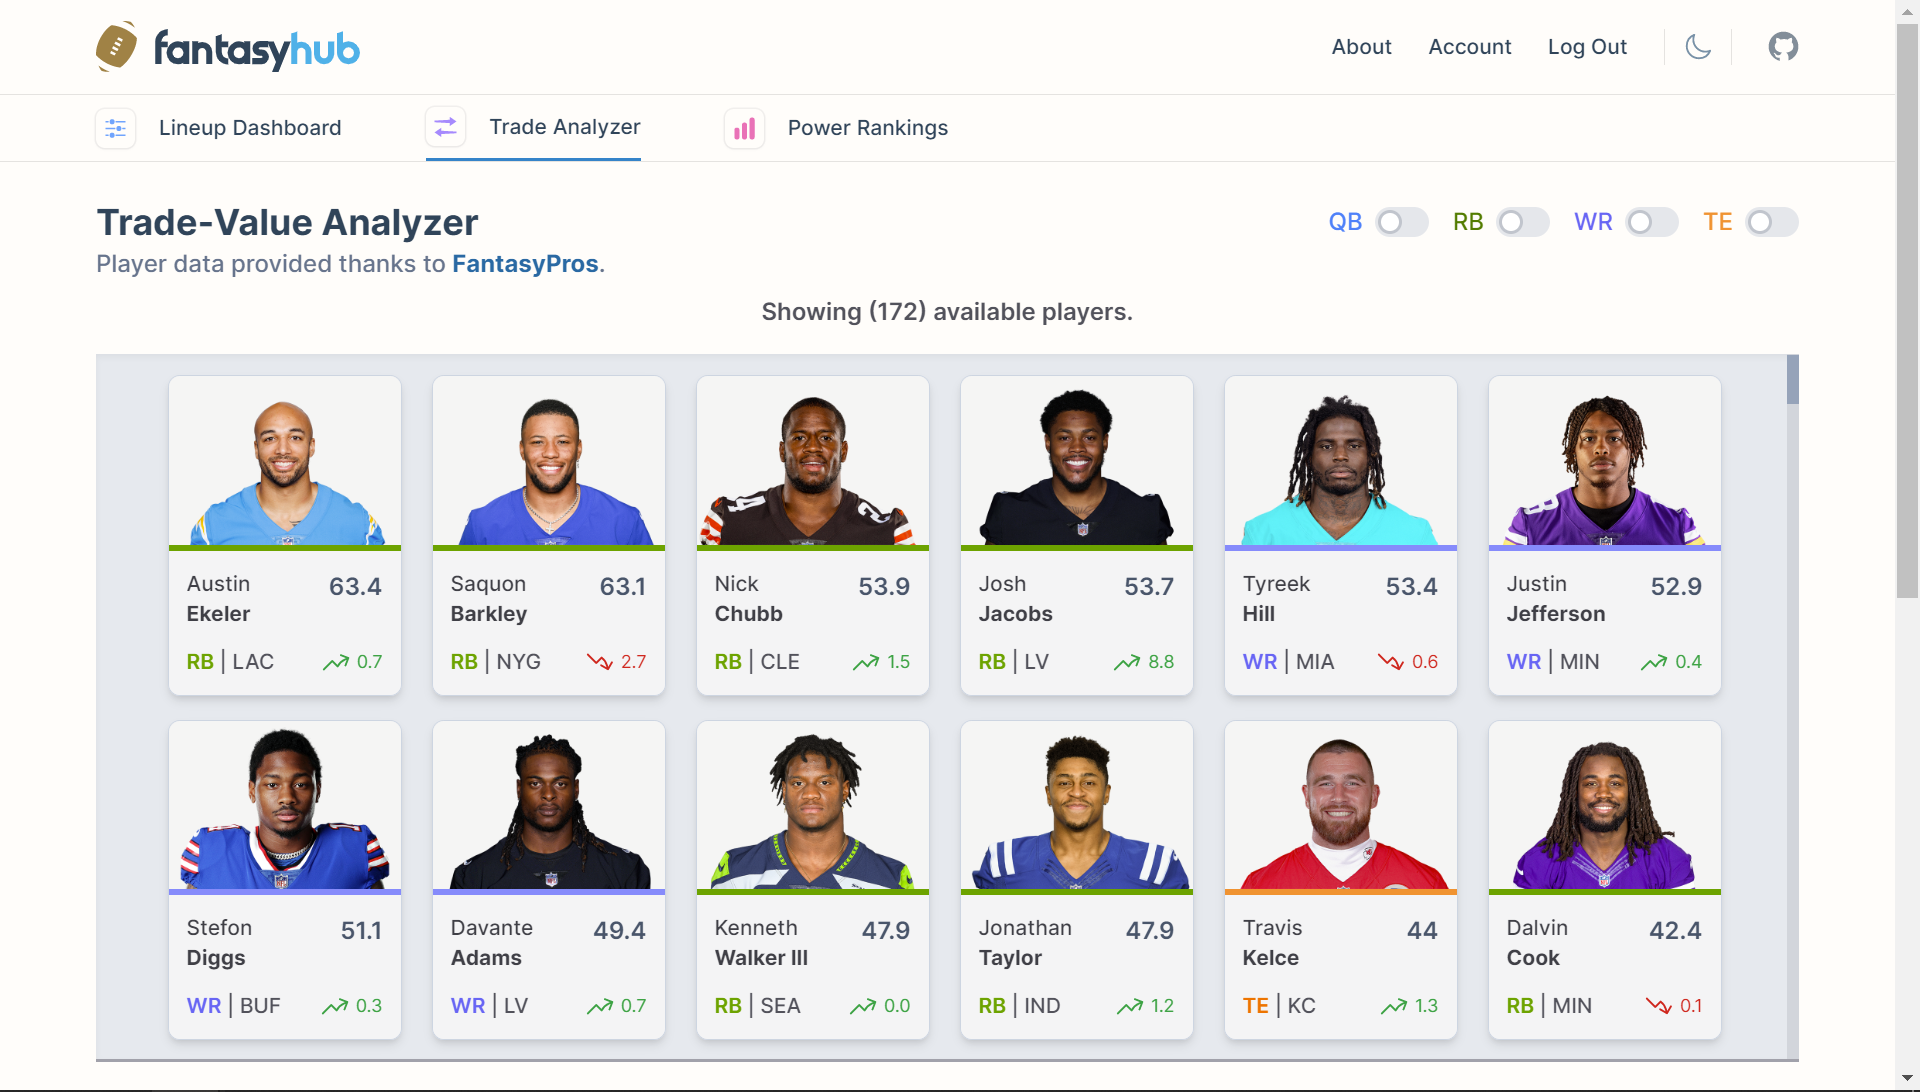 fantasyhub
About Account Log Out
Lineup Dashboard Trade Analyzer Power Rankings
Trade-Value Analyzer
QB RB WR TE
Player data provided thanks to FantasyPros.
Showing (172) available players.
Austin 63.4
Ekeler
RB | LAC 0.7
Saquon 63.1
Barkley
RB | NYG 2.7
Nick 53.9
Chubb
RB | CLE 1.5
Josh 53.7
Jacobs
RB | LV 8.8
Tyreek 53.4
Hill
WR | MIA 0.6
Justin 52.9
Jefferson
WR | MIN 0.4
Stefon 51.1
Diggs
WR | BUF 0.3
Davante 49.4
Adams
WR | LV 0.7
Kenneth 47.9
Walker III
RB | SEA 0.0
Jonathan 47.9
Taylor
RB | IND 1.2
Travis 44
Kelce
TE | KC 1.3
Dalvin 42.4
Cook
RB | MIN 0.1